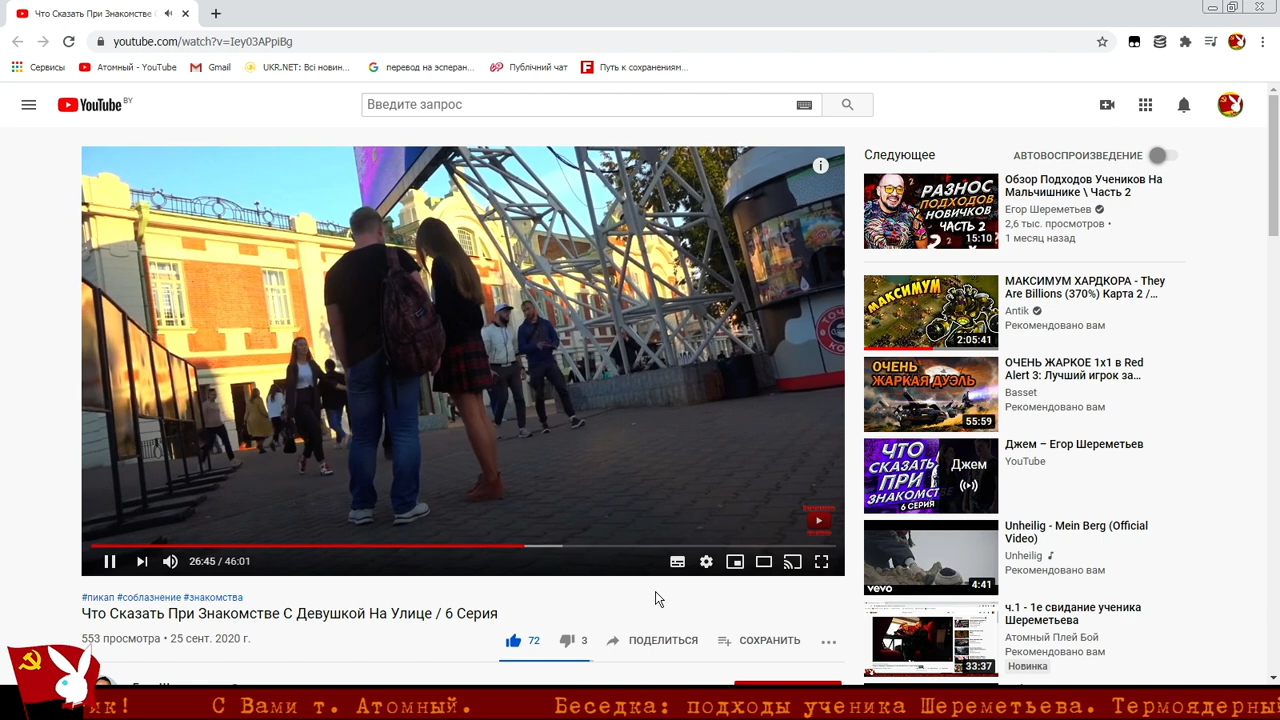 Что Сказать При Знакомстве
youtube.com/watch?v=Iey03APpiBg
Сервисы
Атомный - YouTube
Gmail
UKR.NET: Всі новин...
перевод на эсперан...
Публічний чат
Путь к сохранениям...
YouTube BY
Введите запрос
Следующее
АВТОВОСПРОИЗВЕДЕНИЕ
РАЗНОС
ПОДХОДОВ
НОВИЧКОВ
ЧАСТЬ 2
15:10
Обзор Подходов Учеников На
Мальчишнике \ Часть 2
Егор Шереметьев
2,6 тыс. просмотров •
1 месяц назад
МАКСИМУМ
2:05:41
МАКСИМУМ ХАРДКОРА - They
Are Billions (370%) Карта 2 /...
Antik
Рекомендовано вам
ОЧЕНЬ
ЖАРКАЯ ДУЭЛЬ
55:59
ОЧЕНЬ ЖАРКОЕ 1x1 в Red
Alert 3: Лучший игрок за...
Basset
Рекомендовано вам
ЧТО
СКАЗАТЬ
ПРИ
ЗНАКОМСТВЕ
6 СЕРИЯ
Джем
Джем – Егор Шереметьев
YouTube
vevo
4:41
Unheilig - Mein Berg (Official
Video)
Unheilig
Рекомендовано вам
33:37
ч.1 - 1е свидание ученика
Шереметьева
Атомный Плей Бой
Рекомендовано вам
Новинка
26:45 / 46:01
#пикап #соблазнение #знакомства
Что Сказать При Знакомстве С Девушкой На Улице / 6 Серия
553 просмотра • 25 сент. 2020 г.
72
3
ПОДЕЛИТЬСЯ
СОХРАНИТЬ
ик! С Вами т. Атомный. Беседка: подходы ученика Шереметьева. Термоядерный